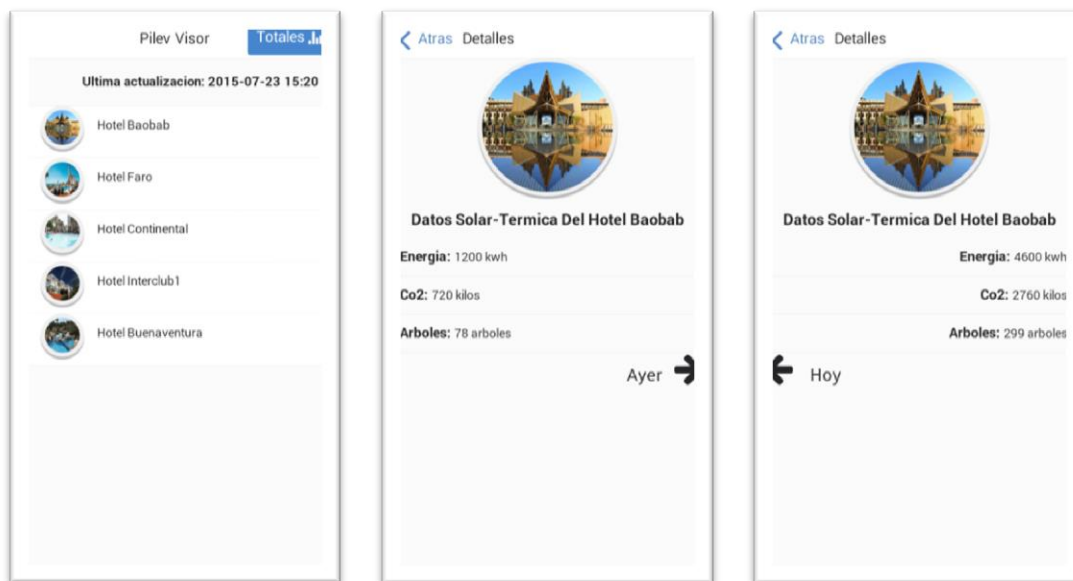 Pilev Visor
Totales
Ultima actualizacion: 2015-07-23 15:20
Hotel Baobab
Hotel Faro
Hotel Continental
Hotel Interclub1
Hotel Buenaventura
Atras Detalles
Datos Solar-Termica Del Hotel Baobab
Energia: 1200 kwh
Co2: 720 kilos
Arboles: 78 arboles
Ayer
Atras Detalles
Datos Solar-Termica Del Hotel Baobab
Energia: 4600 kwh
Co2: 2760 kilos
Arboles: 299 arboles
Hoy